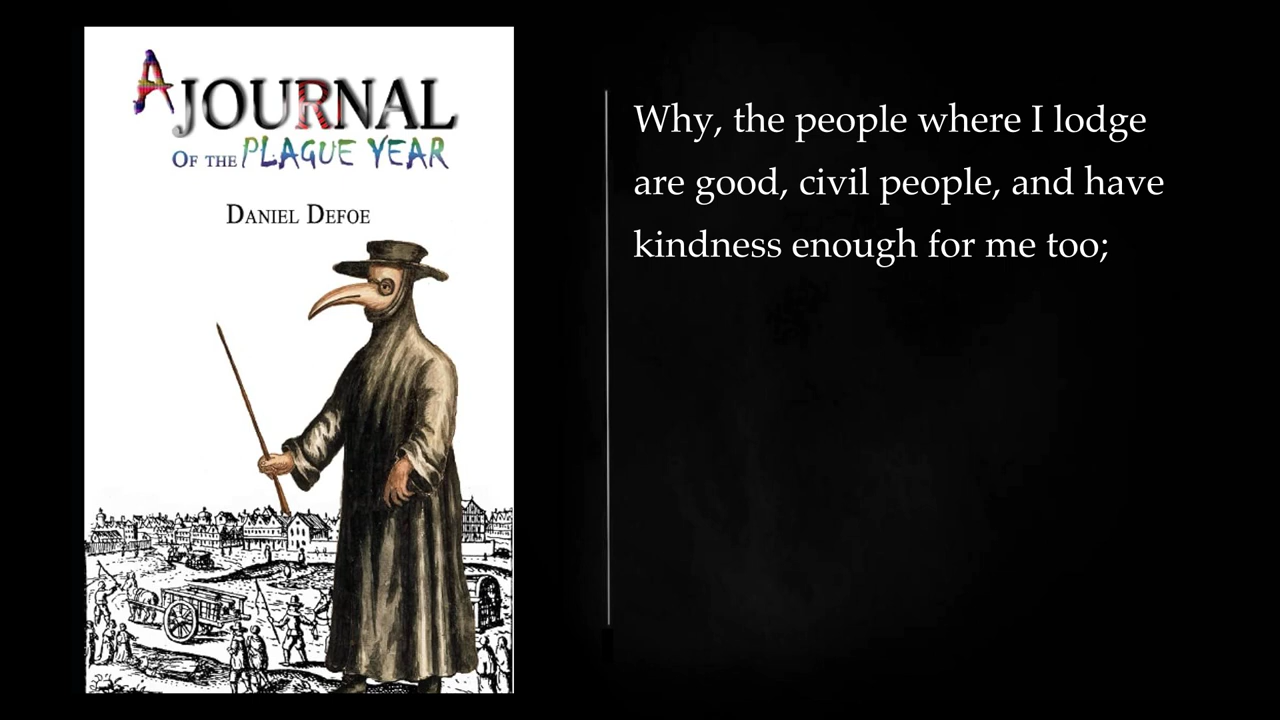 A JOURNAL
OF THE PLAGUE YEAR
DANIEL DEFOE
Why, the people where I lodge
are good, civil people, and have
kindness enough for me too;